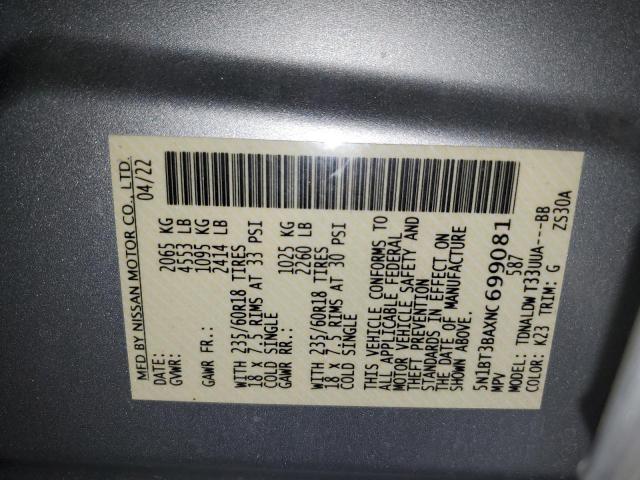 MFD BY NISSAN MOTOR CO., LTD.
DATE: 04/22
GVWR: 2065 KG
4553 LB
GAWR FR.: 1095 KG
2414 LB
WITH 235/60R18 TIRES
18 x 7.5 RIMS AT 33 PSI
COLD SINGLE
GAWR RR.: 1025 KG
2260 LB
WITH 235/60R18 TIRES
18 x 7.5 RIMS AT 30 PSI
COLD SINGLE
THIS VEHICLE CONFORMS TO
ALL APPLICABLE FEDERAL
MOTOR VEHICLE SAFETY AND
THEFT PREVENTION
STANDARDS IN EFFECT ON
THE DATE OF MANUFACTURE
SHOWN ABOVE.
5N1BT3BAXNC699081
MPV 587
MODEL: TDNALDW T33UUA---BB
COLOR: K23 TRIM: G ZS30A